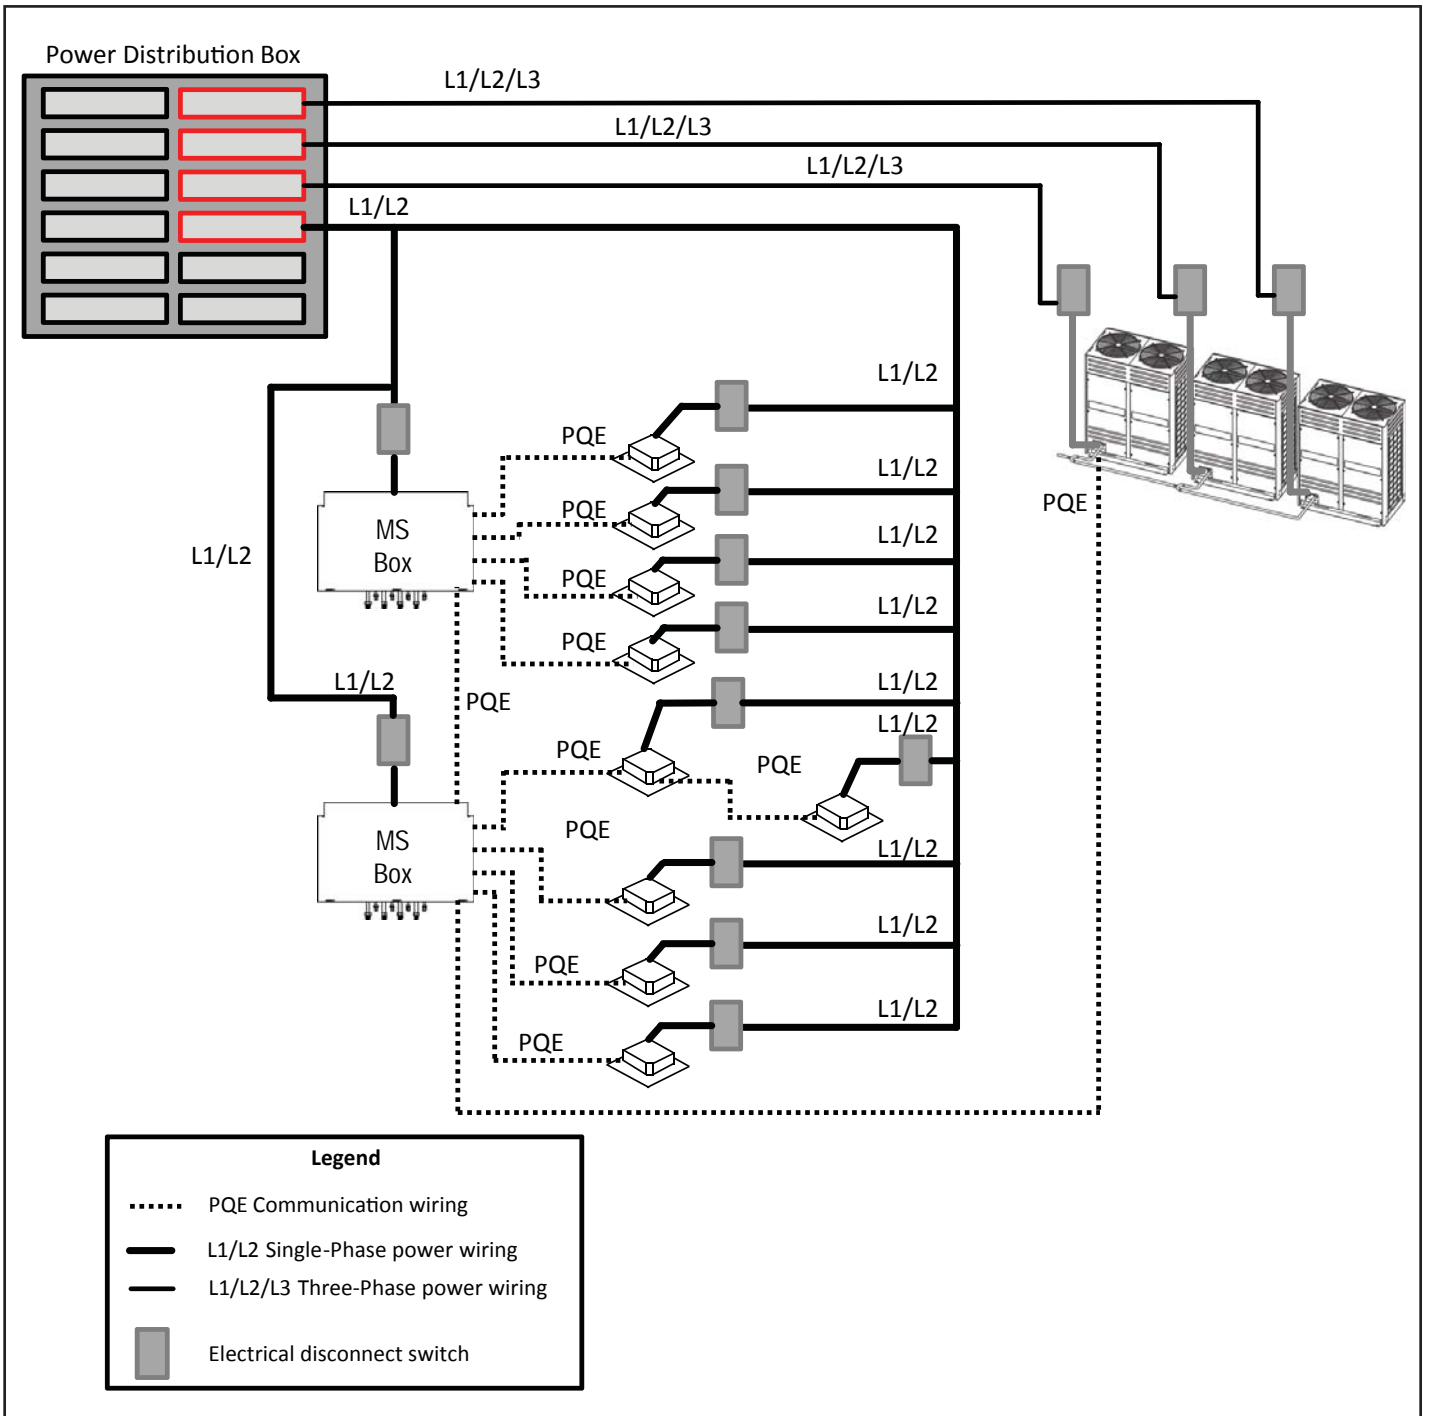 Power Distribution Box
L1/L2/L3
L1/L2/L3
L1/L2/L3
L1/L2
L1/L2
PQE
L1/L2
PQE
PQE
MS
Box
L1/L2
L1/L2
PQE
L1/L2
PQE
L1/L2
L1/L2
PQE
L1/L2
PQE
L1/L2
PQE
PQE
PQE
MS
Box
L1/L2
L1/L2
PQE
L1/L2
PQE
Legend
PQE Communication wiring
L1/L2 Single-Phase power wiring
L1/L2/L3 Three-Phase power wiring
Electrical disconnect switch